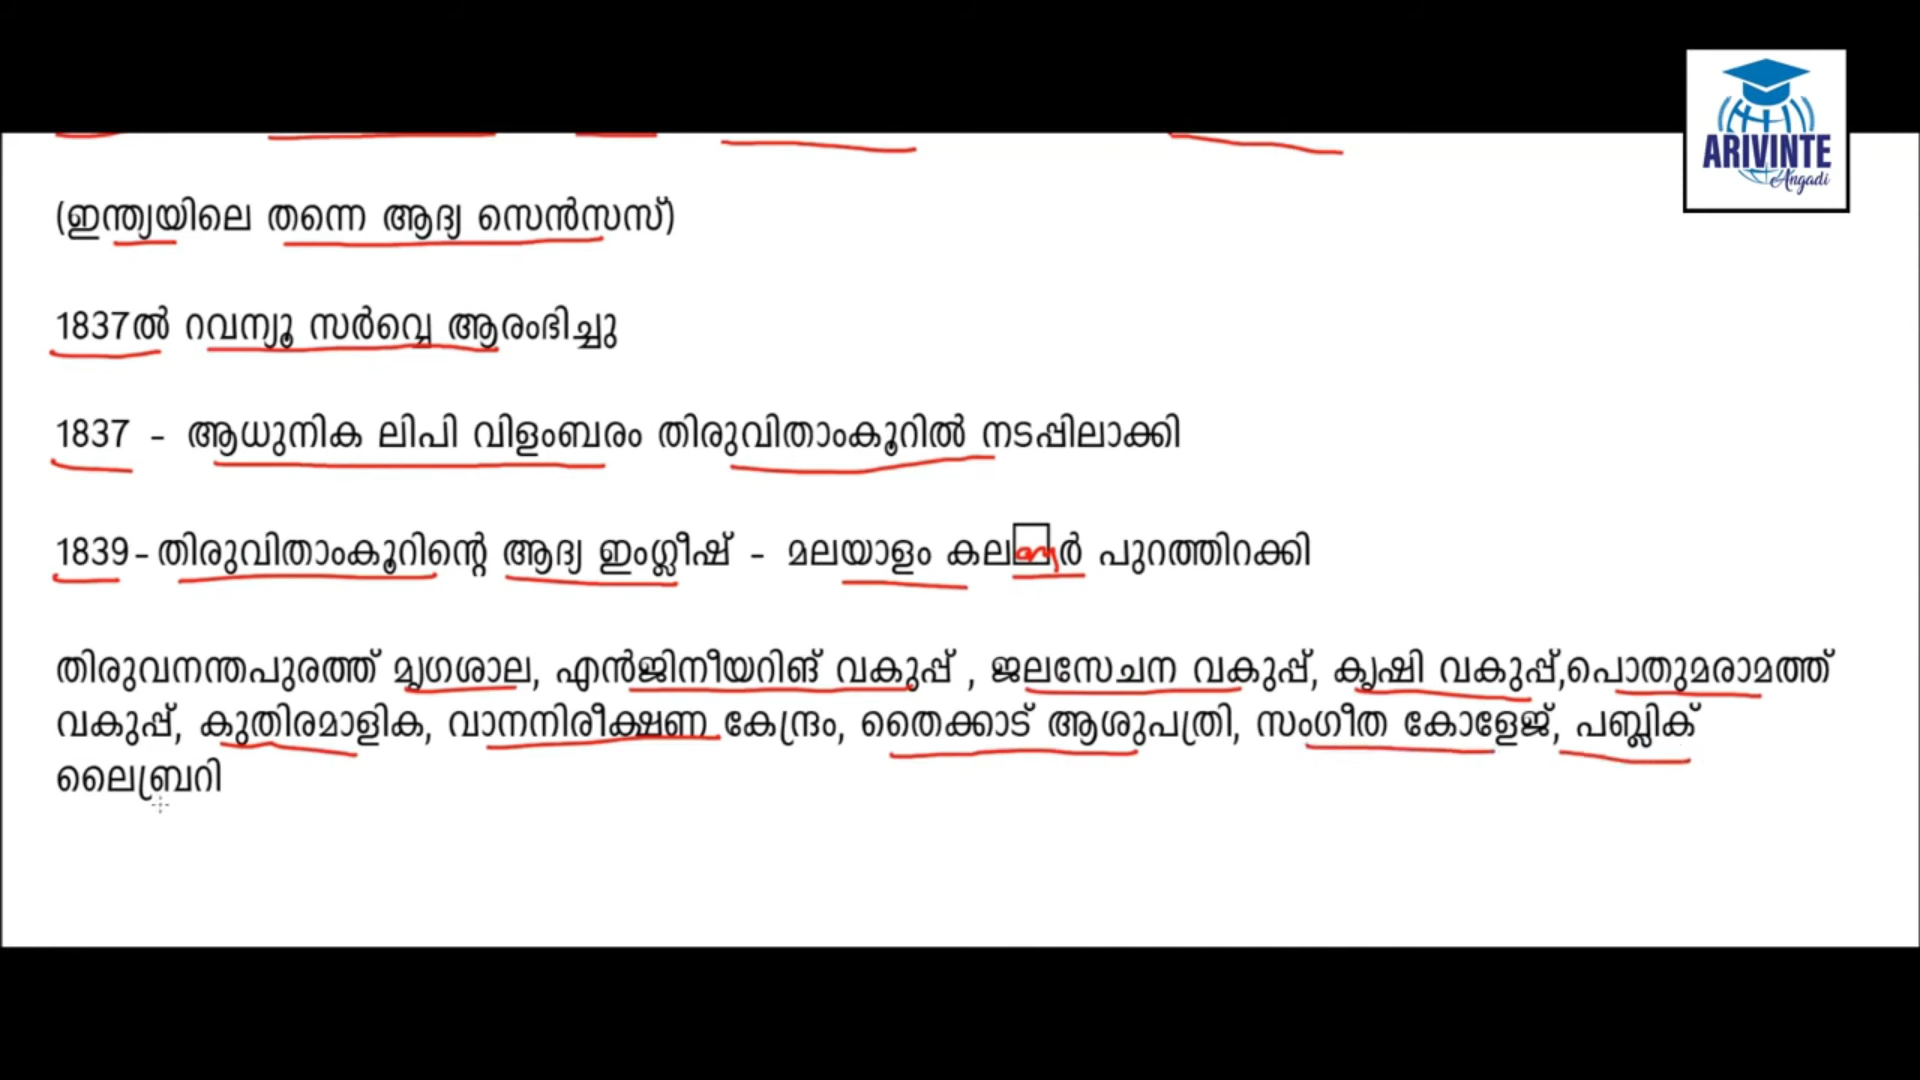 ARIVINTE
Angadi
(ഇന്ത്യയിലെ തന്നെ ആദ്യ സെൻസസ്)
1837ൽ റവന്യൂ സർവ്വെ ആരംഭിച്ചു
1837 - ആധുനിക ലിപി വിളംബരം തിരുവിതാംകൂറിൽ നടപ്പിലാക്കി
1839-തിരുവിതാംകൂറിന്റെ ആദ്യ ഇംഗ്ലീഷ് - മലയാളം പുറത്തിറക്കി
തിരുവനന്തപുരത്ത് മൃഗശാല, എൻജിനീയറിങ് വകുപ്പ് , ജലസേചന വകുപ്പ്, കൃഷി വകുപ്പ്,പൊതുമരാമത്ത്
വകുപ്പ്, കുതിരമാളിക, വാനനിരീക്ഷണ കേന്ദ്രം, തൈക്കാട് ആശുപത്രി, സംഗീത കോളേജ്, പബ്ലിക്
ലൈബ്രറി